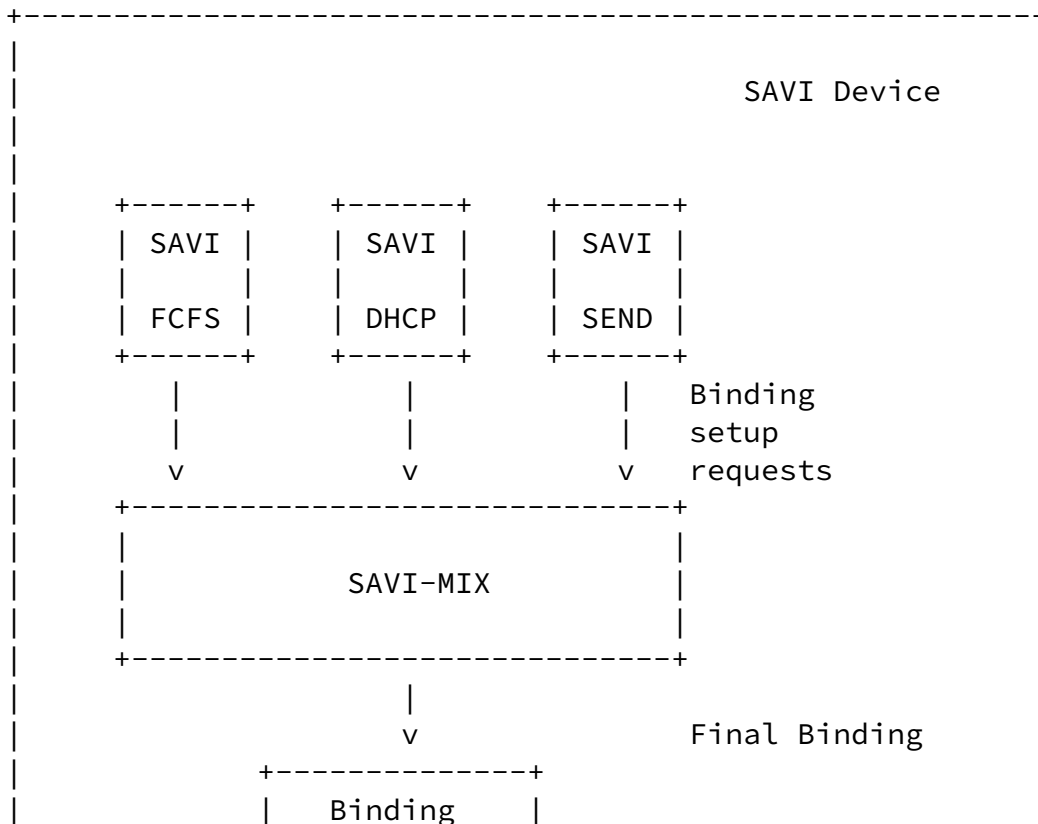 SAVI Device
SAVI SAVI SAVI
FCFS DHCP SEND
Binding
setup
requests
SAVI-MIX
Final Binding
Binding